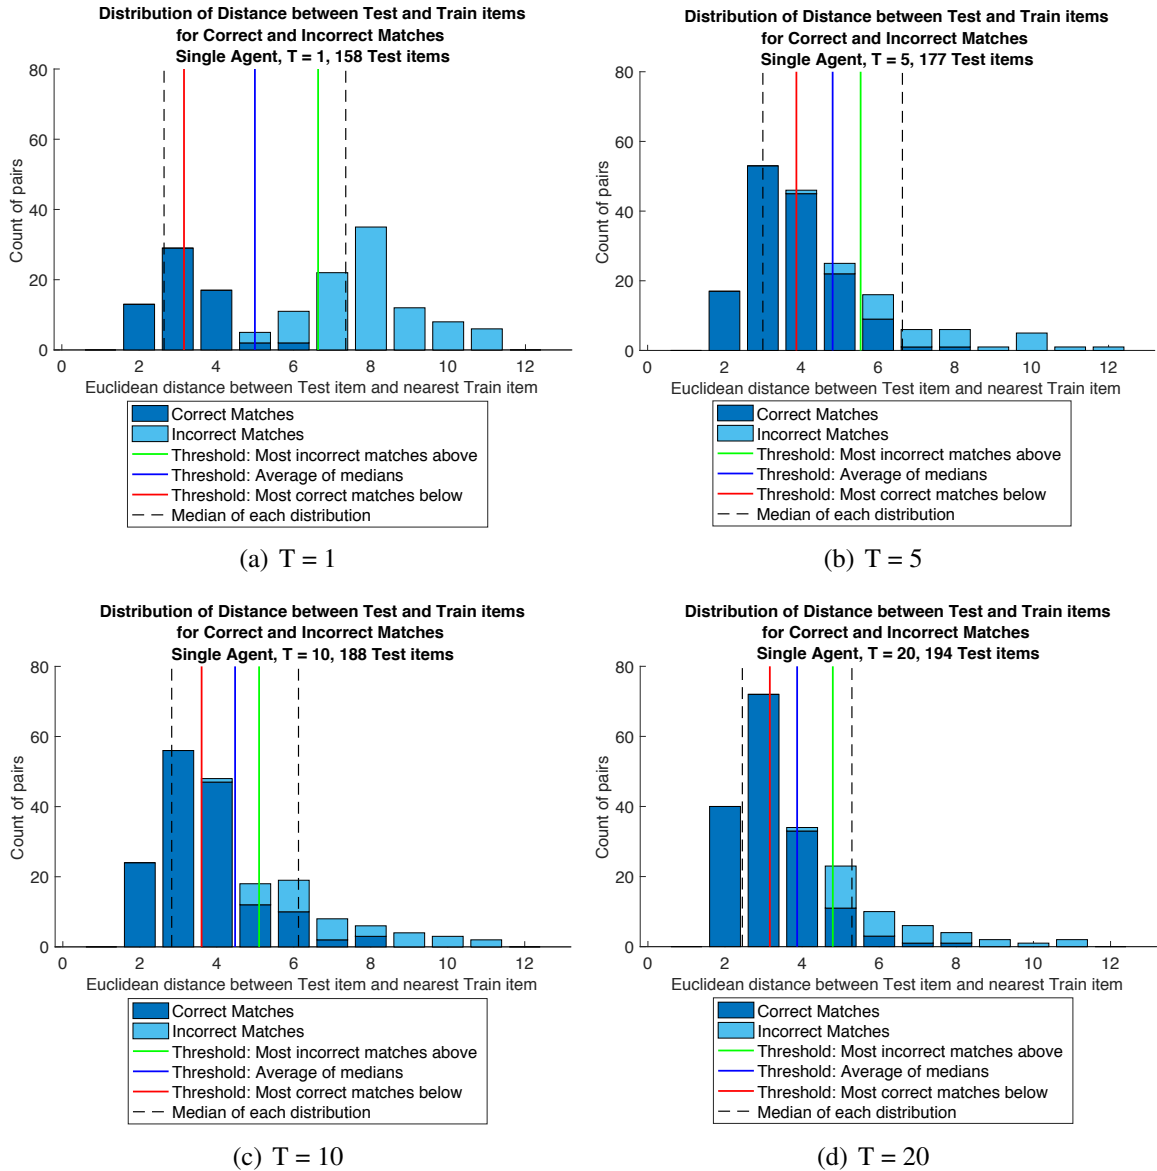 Distribution of Distance between Test and Train items
for Correct and Incorrect Matches
Single Agent, T = 1, 158 Test items
80
60
40
20
0
Count of pairs
0 2 4 6 8 10 12
Euclidean distance between Test item and nearest Train item
Correct Matches
Incorrect Matches
Threshold: Most incorrect matches above
Threshold: Average of medians
Threshold: Most correct matches below
Median of each distribution
(a) T = 1
Distribution of Distance between Test and Train items
for Correct and Incorrect Matches
Single Agent, T = 5, 177 Test items
80
60
40
20
0
Count of pairs
0 2 4 6 8 10 12
Euclidean distance between Test item and nearest Train item
Correct Matches
Incorrect Matches
Threshold: Most incorrect matches above
Threshold: Average of medians
Threshold: Most correct matches below
Median of each distribution
(b) T = 5
Distribution of Distance between Test and Train items
for Correct and Incorrect Matches
Single Agent, T = 10, 188 Test items
80
60
40
20
0
Count of pairs
0 2 4 6 8 10 12
Euclidean distance between Test item and nearest Train item
Correct Matches
Incorrect Matches
Threshold: Most incorrect matches above
Threshold: Average of medians
Threshold: Most correct matches below
Median of each distribution
(c) T = 10
Distribution of Distance between Test and Train items
for Correct and Incorrect Matches
Single Agent, T = 20, 194 Test items
80
60
40
20
0
Count of pairs
0 2 4 6 8 10 12
Euclidean distance between Test item and nearest Train item
Correct Matches
Incorrect Matches
Threshold: Most incorrect matches above
Threshold: Average of medians
Threshold: Most correct matches below
Median of each distribution
(d) T = 20